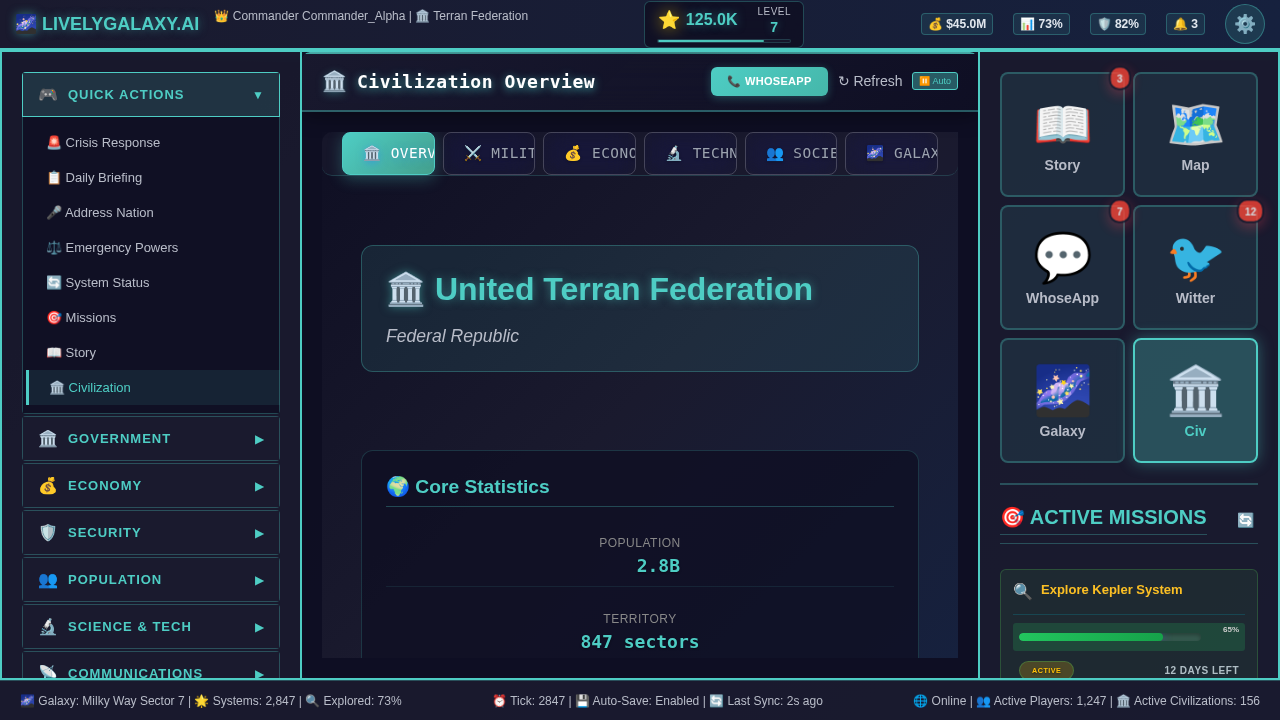 LIVELYGALAXY.AI
Commander Commander_Alpha | Terran Federation
125.0K
LEVEL
7
$45.0M
73%
82%
3
QUICK ACTIONS
Crisis Response
Daily Briefing
Address Nation
Emergency Powers
System Status
Missions
Story
Civilization
GOVERNMENT
ECONOMY
SECURITY
POPULATION
SCIENCE & TECH
COMMUNICATIONS
Civilization Overview
WHOSEAPP
↻ Refresh
Auto
OVERV
MILIT
ECONO
TECHN
SOCIE
GALAX
United Terran Federation
Federal Republic
Core Statistics
POPULATION
2.8B
TERRITORY
847 sectors
3
Story
Map
7
WhoseApp
12
Witter
Galaxy
Civ
ACTIVE MISSIONS
Explore Kepler System
65%
ACTIVE
12 DAYS LEFT
Galaxy: Milky Way Sector 7 | Systems: 2,847 | Explored: 73%
Tick: 2847 | Auto-Save: Enabled | Last Sync: 2s ago
Online | Active Players: 1,247 | Active Civilizations: 156